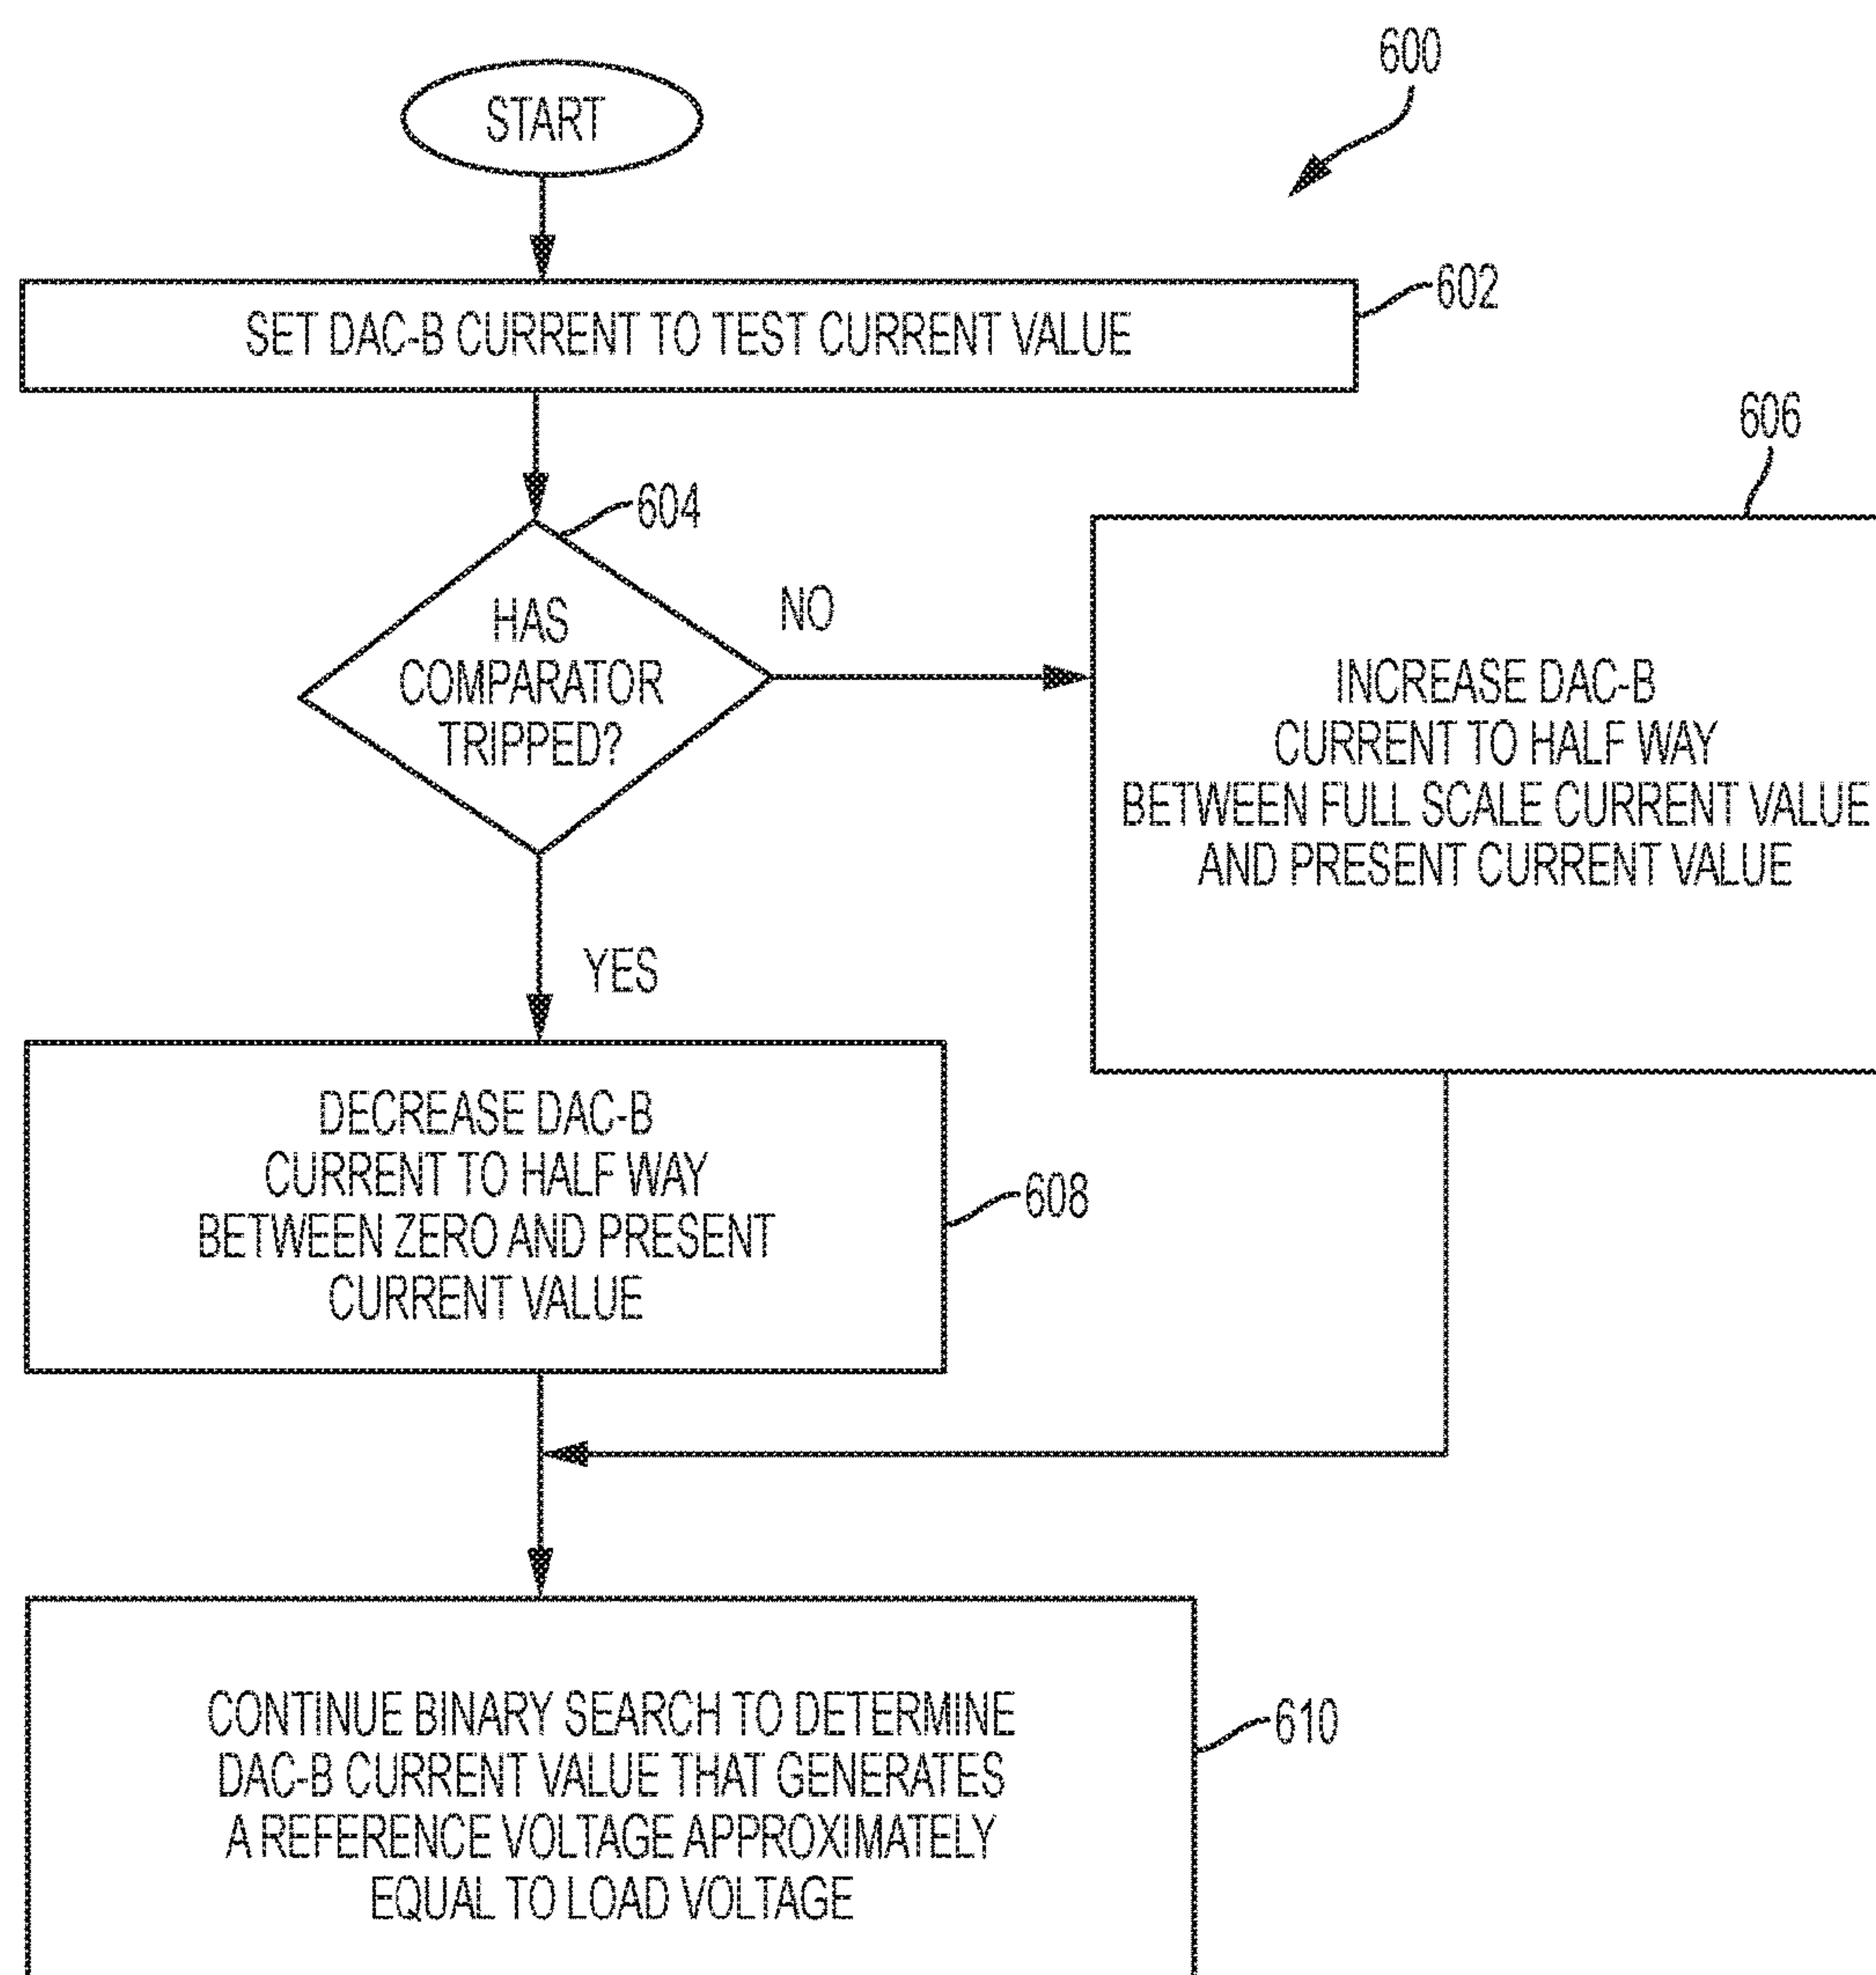 600
START
SET DAC-B CURRENT TO TEST CURRENT VALUE
602
604
HAS
COMPARATOR
TRIPPED?
NO
606
INCREASE DAC-B
CURRENT TO HALF WAY
BETWEEN FULL SCALE CURRENT VALUE
AND PRESENT CURRENT VALUE
YES
DECREASE DAC-B
CURRENT TO HALF WAY
BETWEEN ZERO AND PRESENT
CURRENT VALUE
608
CONTINUE BINARY SEARCH TO DETERMINE
DAC-B CURRENT VALUE THAT GENERATES
A REFERENCE VOLTAGE APPROXIMATELY
EQUAL TO LOAD VOLTAGE
610